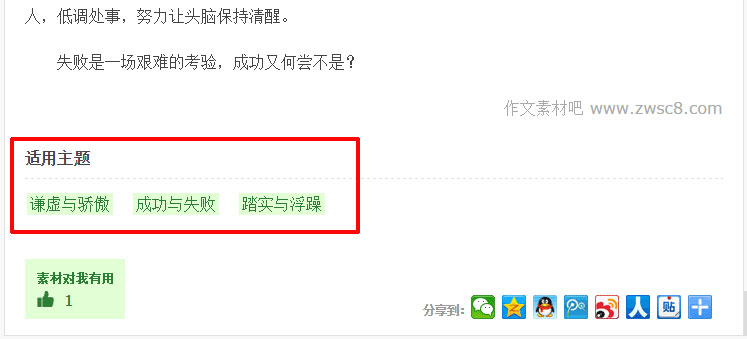 人，低调处事，努力让头脑保持清醒。
失败是一场艰难的考验，成功又何尝不是？
作文素材吧 www.zwsc8.com
适用主题
谦虚与骄傲 成功与失败 踏实与浮躁
素材对我有用
1
分享到：
人 贴